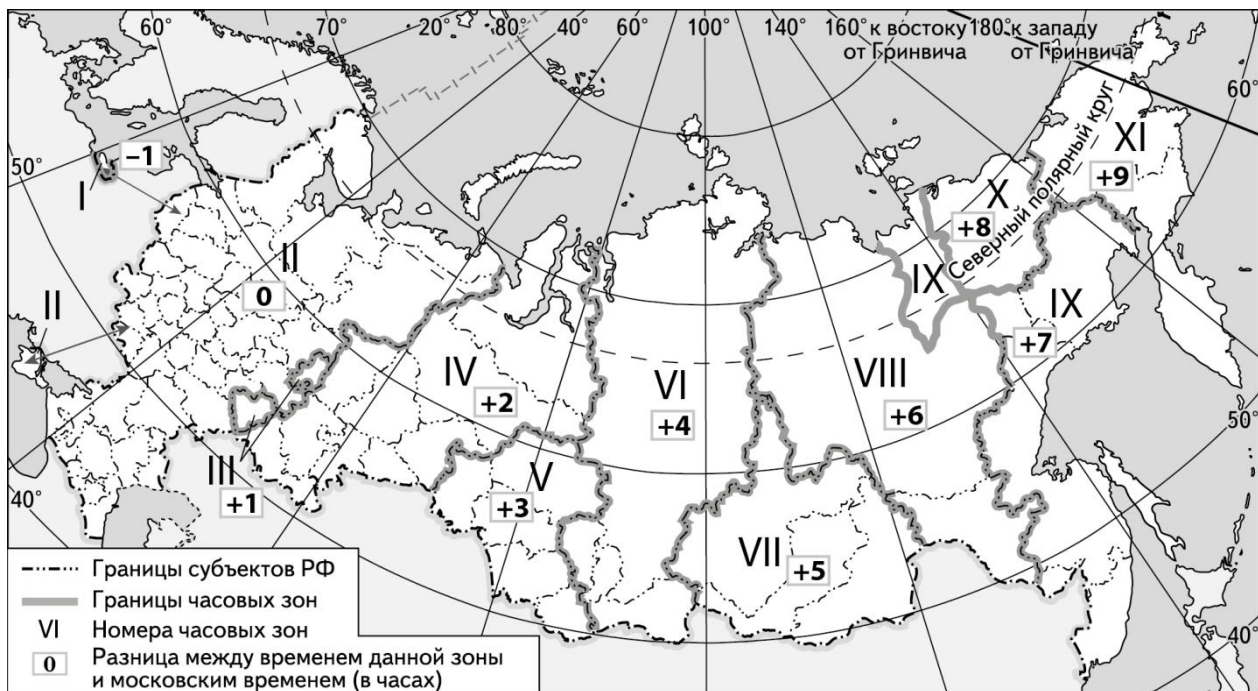 60° 70° 20° 40° 60 100 140° 160° к востоку 180° к западу
от Гринвича от Гринвича
60°
50°
–1
I
II
0
II
III
+1
IV
+2
V
+3
VI
+4
VII
+5
VIII
+6
IX
IX
+7
X
+8
XI
+9
Северный полярный круг
50°
40°
40°
Границы субъектов РФ
Границы часовых зон
VI Номера часовых зон
0 Разница между временем данной зоны
и московским временем (в часах)